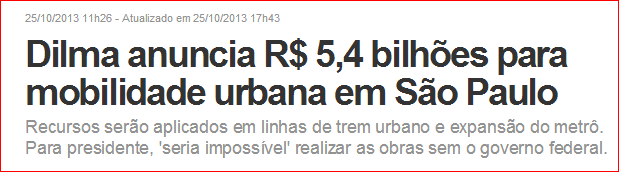 25/10/2013 11h26 - Atualizado em 25/10/2013 17h43
Dilma anuncia R$ 5,4 bilhões para
mobilidade urbana em São Paulo
Recursos serão aplicados em linhas de trem urbano e expansão do metrô.
Para presidente, 'seria impossível' realizar as obras sem o governo federal.